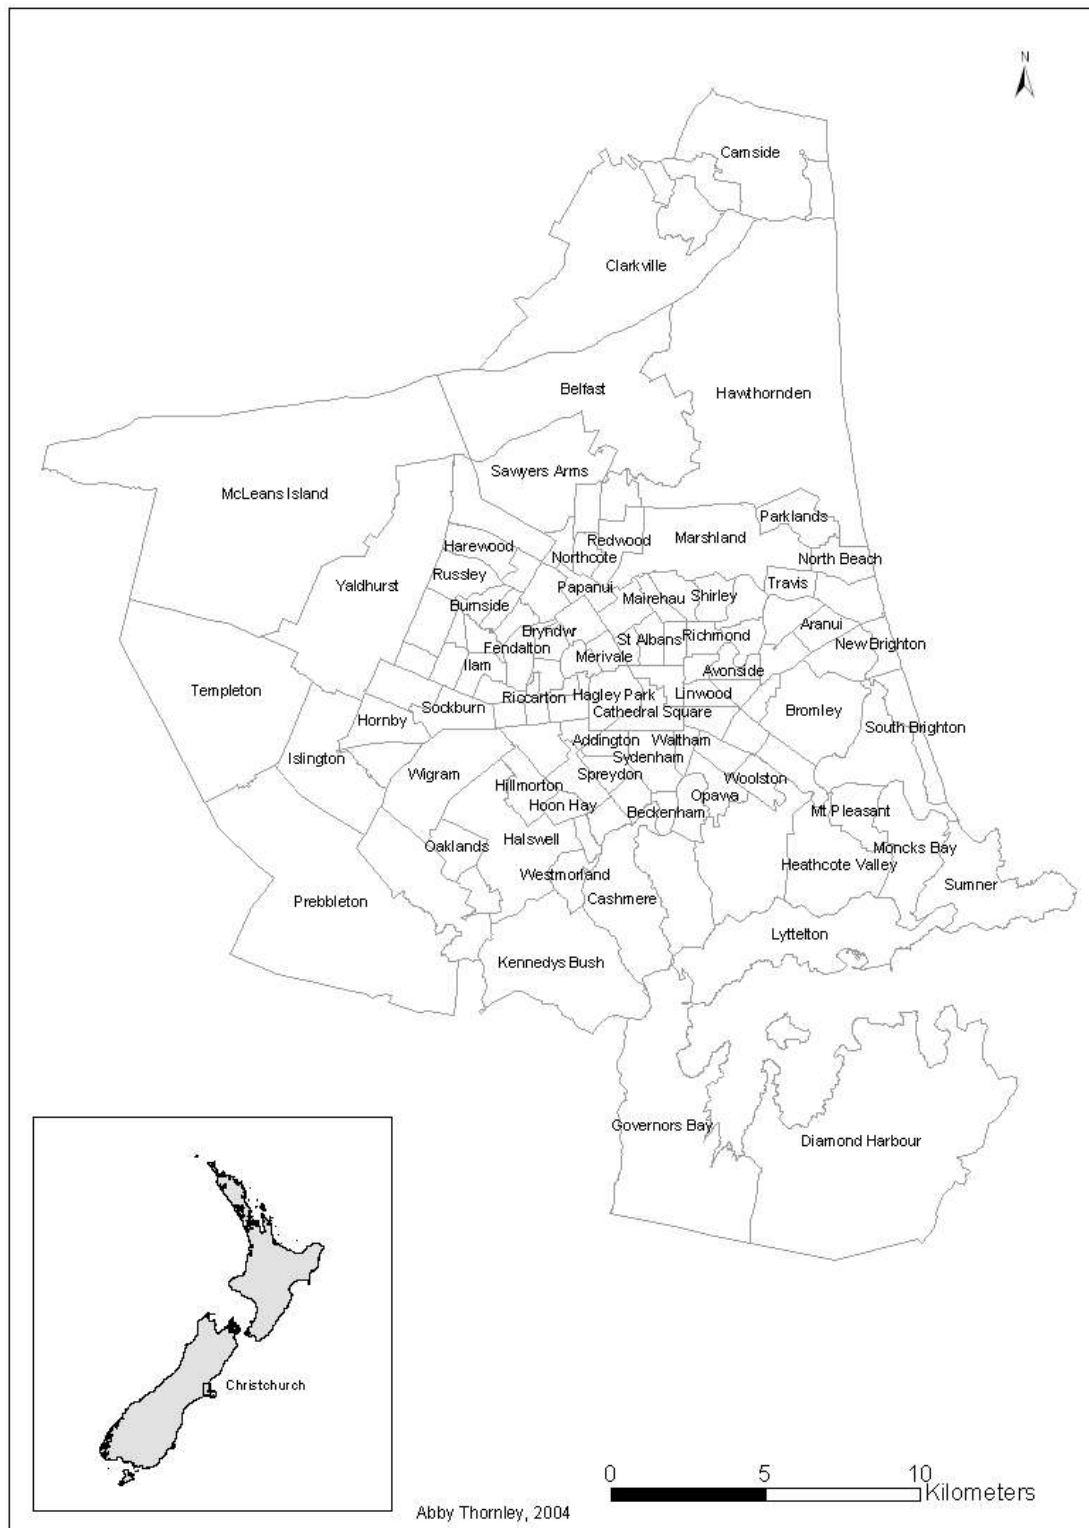 N
Camside
Clarkville
Belfast
Hawthornden
Sawyers Arms
McLeans Island
Parklands
Redwood
Marshland
Harewood
Northcote
North Beach
Russley
Yaldhurst
Papanui
Travis
Mairehau
Shirley
Burnside
Bryndwr
Aranui
St Albans
Richmond
Fendalton
New Brighton
Merivale
Ilam
Avonside
Templeton
Riccarton
Hagley Park
Linwood
Sockburn
Cathedral Square
Bromley
Hornby
South Brighton
Addington
Waltham
Islington
Sydenham
Wigram
Spreydon
Woolston
Hillmorton
Opawa
Hoon Hay
Beckenham
Mt Pleasant
Oaklands
Halswell
Moncks Bay
Heathcote Valley
Westmorland
Sumner
Prebbleton
Cashmere
Lyttelton
Kennedys Bush
Governors Bay
Diamond Harbour
Christchurch
0 5 10
Kilometers
Abby Thornley, 2004